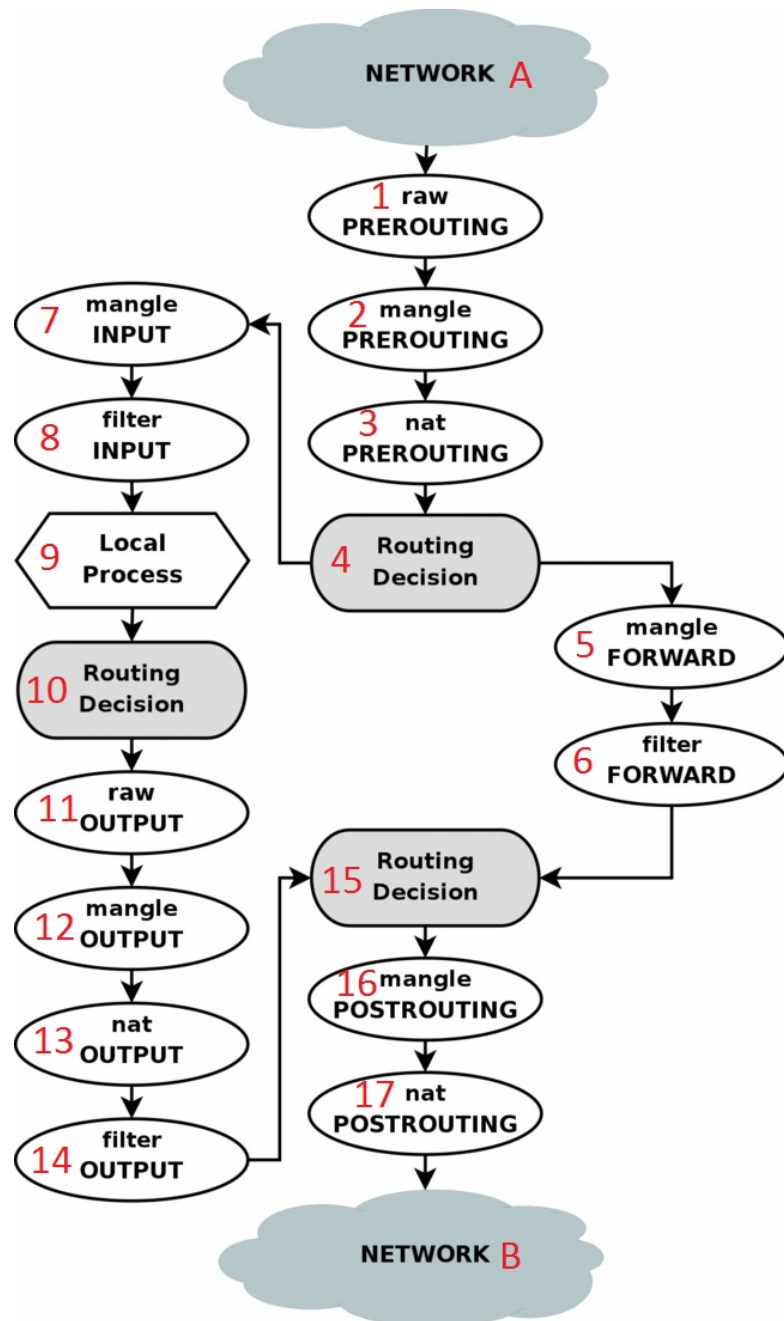 NETWORK A
1 raw
PREROUTING
2 mangle
PREROUTING
3 nat
PREROUTING
4 Routing
Decision
5 mangle
FORWARD
6 filter
FORWARD
7 mangle
INPUT
8 filter
INPUT
9 Local
Process
10 Routing
Decision
11 raw
OUTPUT
12 mangle
OUTPUT
13 nat
OUTPUT
14 filter
OUTPUT
15 Routing
Decision
16 mangle
POSTROUTING
17 nat
POSTROUTING
NETWORK B